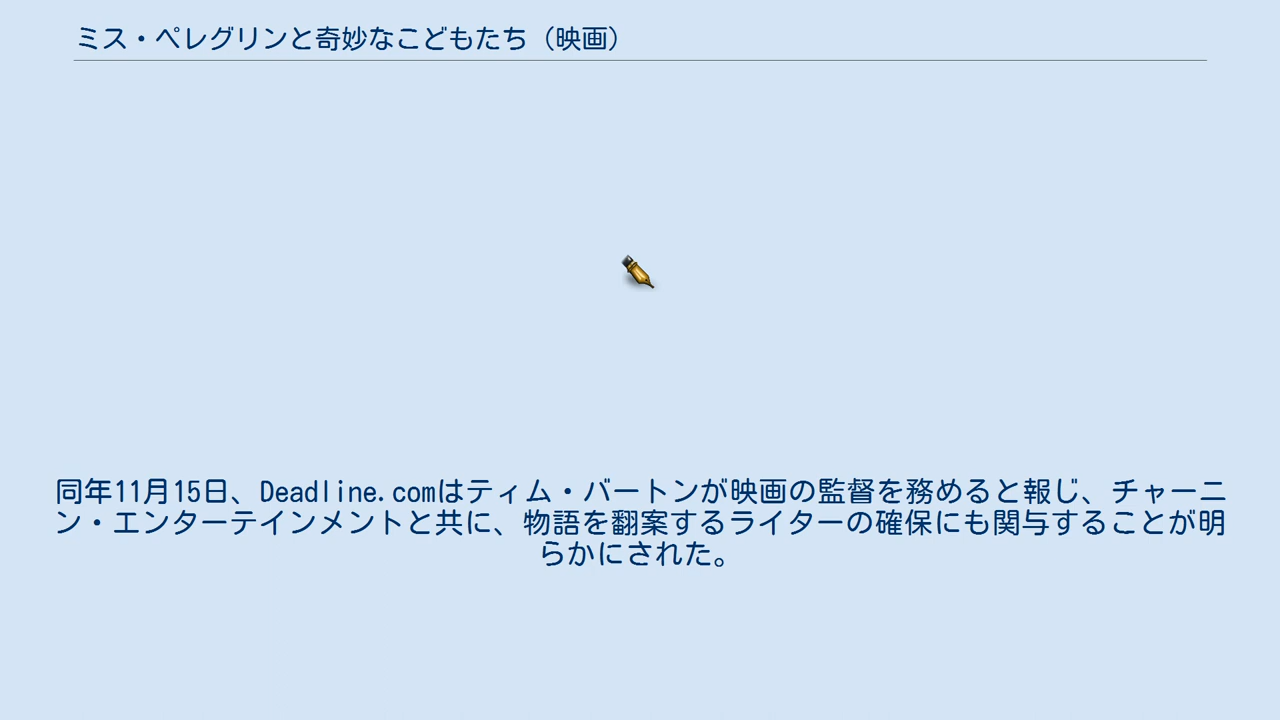 ミス・ペレグリンと奇妙なこどもたち（映画）
同年11月15日、Deadline.comはティム・バートンが映画の監督を務めると報じ、チャーニ
ン・エンターテインメントと共に、物語を翻案するライターの確保にも関与することが明
らかにされた。